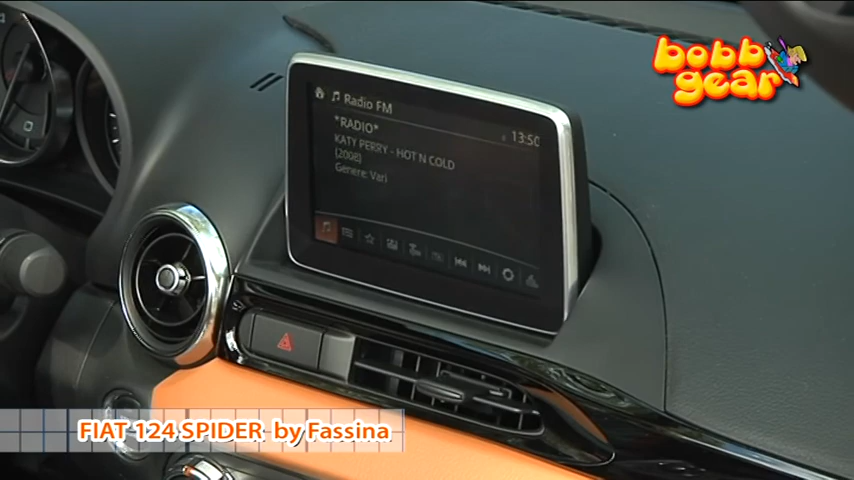 bobb
gear
Radio FM
13:50
*RADIO*
KATY PERRY - HOT N COLD
(2008)
Genere: Vari
FIAT 124 SPIDER by Fassina